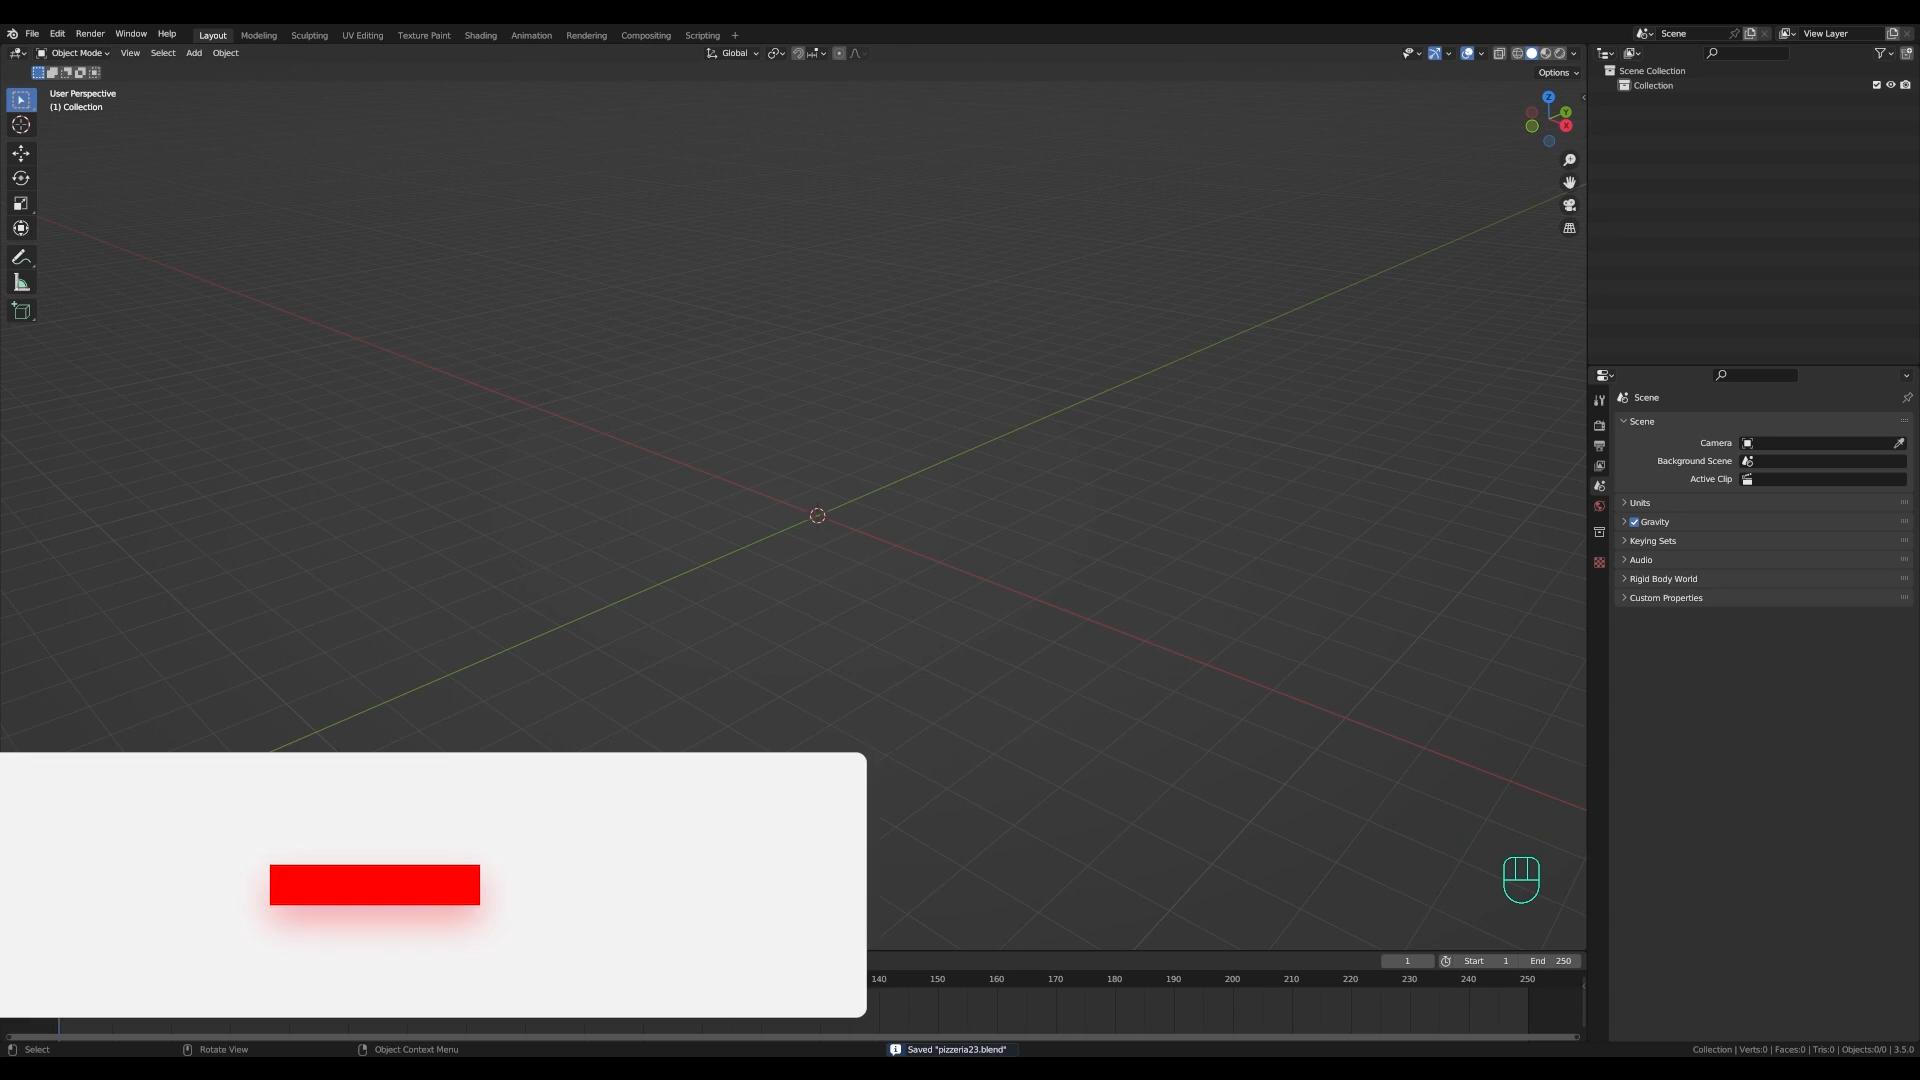 File Edit Render Window Help Layout Modeling Sculpting UV Editing Texture Paint Shading Animation Rendering Compositing Scripting + Scene View Layer
Object Mode View Select Add Object Global
Options
User Perspective
(1) Collection
Z
Y
X
Scene Collection
Collection
Scene
Scene
Camera
Background Scene
Active Clip
Units
Gravity
Keying Sets
Audio
Rigid Body World
Custom Properties
1 Start 1 End 250
140 150 160 170 180 190 200 210 220 230 240 250
Select Rotate View Object Context Menu Saved "pizzeria23.blend" Collection | Verts:0 | Faces:0 | Tris:0 | Objects:0/0 | 3.5.0